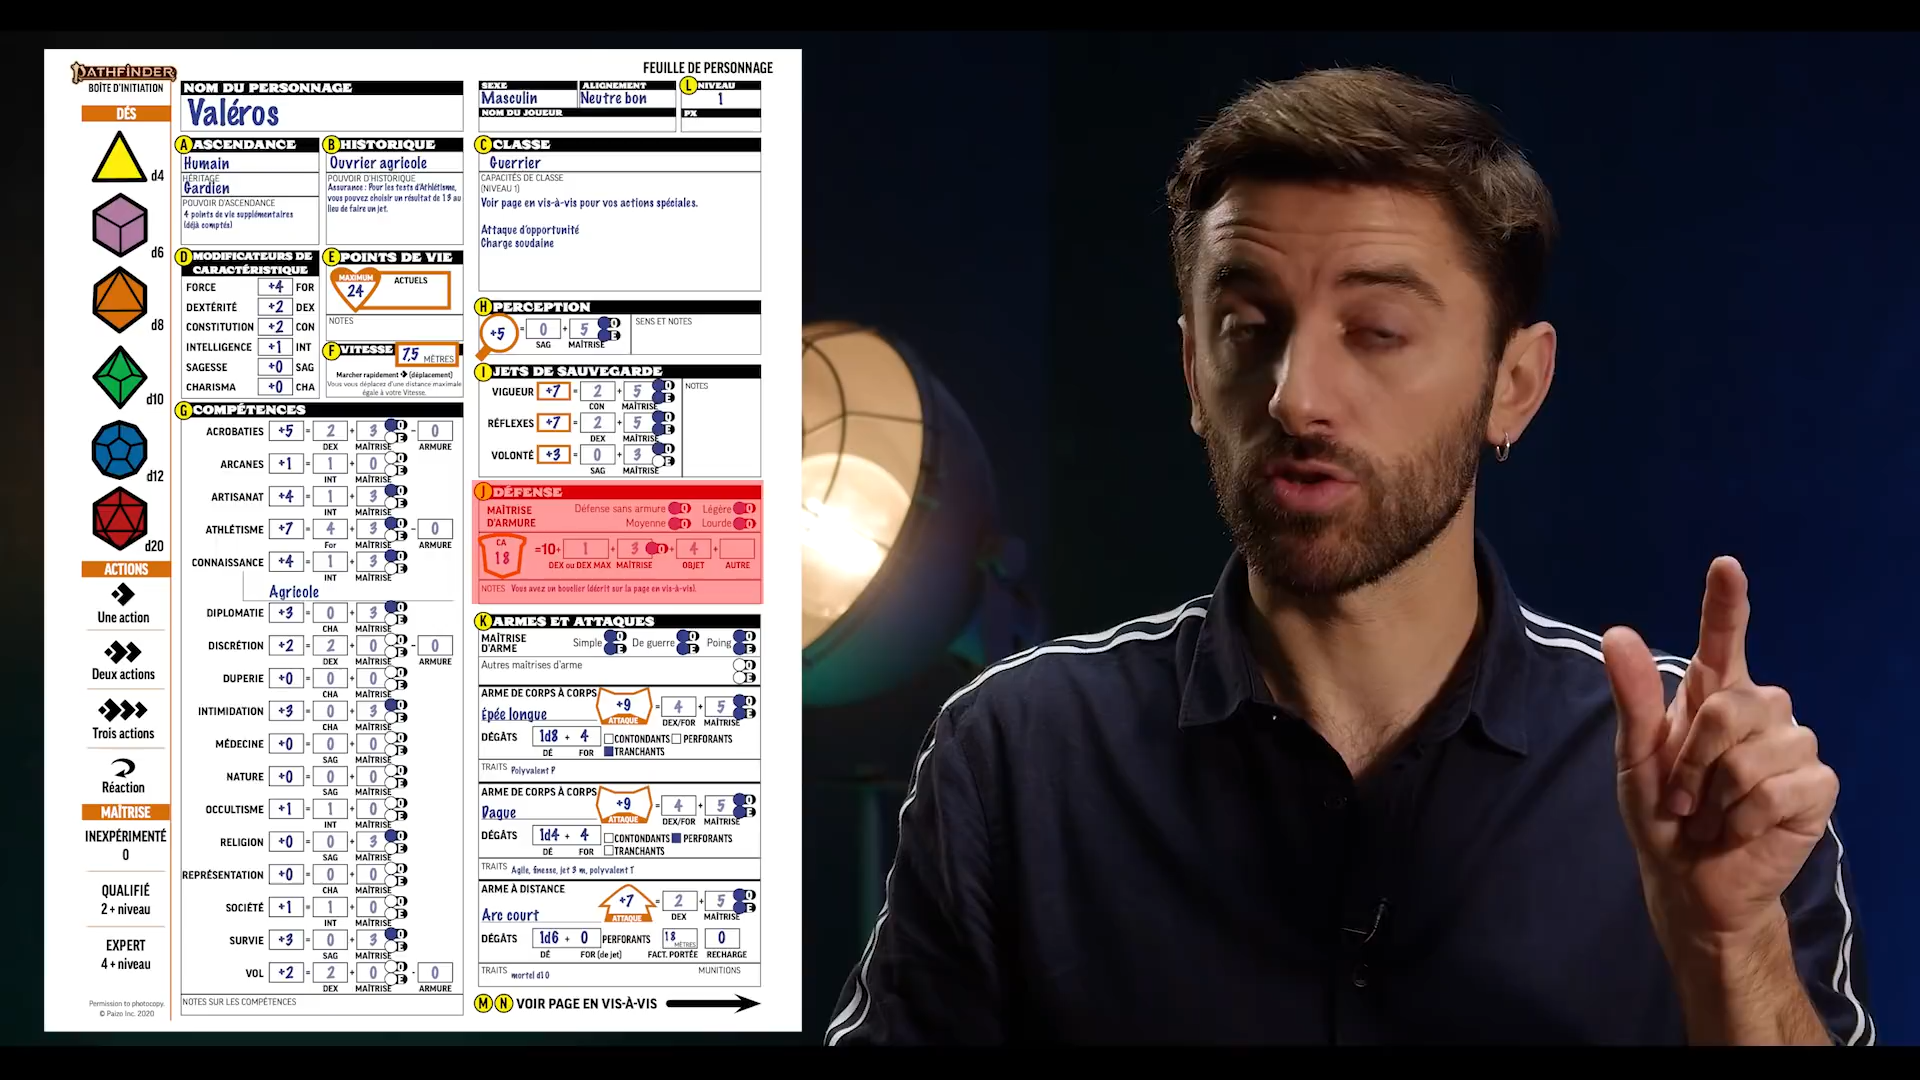 PATHFINDER
BOÎTE D'INITIATION
FEUILLE DE PERSONNAGE
NOM DU PERSONNAGE
Valéros
SEXE
Masculin
ALIGNEMENT
Neutre bon
L NIVEAU
1
NOM DU JOUEUR
PX
DÉS
d4
d6
d8
d10
d12
d20
ACTIONS
Une action
Deux actions
Trois actions
Réaction
MAÎTRISE
INEXPÉRIMENTÉ
0
QUALIFIÉ
2 + niveau
EXPERT
4 + niveau
Permission to photocopy.
© Paizo Inc. 2020
A ASCENDANCE
Humain
HÉRITAGE
Gardien
POUVOIR D'ASCENDANCE
4 points de vie supplémentaires
(déjà comptés)
B HISTORIQUE
Ouvrier agricole
POUVOIR D'HISTORIQUE
Assurance : Pour les tests d'Athlétisme,
vous pouvez choisir un résultat de 13 au
lieu de faire un jet.
C CLASSE
Guerrier
CAPACITÉS DE CLASSE
(NIVEAU 1)
Voir page en vis-à-vis pour vos actions spéciales.
Attaque d'opportunité
Charge soudaine
D MODIFICATEURS DE
CARACTÉRISTIQUE
FORCE +4 FOR
DEXTÉRITÉ +2 DEX
CONSTITUTION +2 CON
INTELLIGENCE +1 INT
SAGESSE +0 SAG
CHARISMA +0 CHA
E POINTS DE VIE
MAXIMUM
24
ACTUELS
NOTES
F VITESSE 7,5 MÈTRES
Marcher rapidement (déplacement)
Vous vous déplacez d'une distance maximale
égale à votre Vitesse.
G COMPÉTENCES
ACROBATIES +5 = 2 + 3 Q E - 0
DEX MAÎTRISE ARMURE
ARCANES +1 = 1 + 0 Q E
INT MAÎTRISE
ARTISANAT +4 = 1 + 3 Q E
INT MAÎTRISE
ATHLÉTISME +7 = 4 + 3 Q E - 0
For MAÎTRISE ARMURE
CONNAISSANCE +4 = 1 + 3 Q E
INT MAÎTRISE
Agricole
DIPLOMATIE +3 = 0 + 3 Q E
CHA MAÎTRISE
DISCRÉTION +2 = 2 + 0 Q E - 0
DEX MAÎTRISE ARMURE
DUPERIE +0 = 0 + 0 Q E
CHA MAÎTRISE
INTIMIDATION +3 = 0 + 3 Q E
CHA MAÎTRISE
MÉDECINE +0 = 0 + 0 Q E
SAG MAÎTRISE
NATURE +0 = 0 + 0 Q E
SAG MAÎTRISE
OCCULTISME +1 = 1 + 0 Q E
INT MAÎTRISE
RELIGION +0 = 0 + 3 Q E
SAG MAÎTRISE
REPRÉSENTATION +0 = 0 + 0 Q E
CHA MAÎTRISE
SOCIÉTÉ +1 = 1 + 0 Q E
INT MAÎTRISE
SURVIE +3 = 0 + 3 Q E
SAG MAÎTRISE
VOL +2 = 2 + 0 Q E - 0
DEX MAÎTRISE ARMURE
NOTES SUR LES COMPÉTENCES
H PERCEPTION
+5 = 0 + 5 Q E
SAG MAÎTRISE
SENS ET NOTES
I JETS DE SAUVEGARDE
VIGUEUR +7 = 2 + 5 Q E
CON MAÎTRISE
RÉFLEXES +7 = 2 + 5 Q E
DEX MAÎTRISE
VOLONTÉ +3 = 0 + 3 Q E
SAG MAÎTRISE
NOTES
J DÉFENSE
MAÎTRISE
D'ARMURE
Défense sans armure Q Légère Q
Moyenne Q Lourde Q
CA
18
=10+ 1 + 3 Q + 4 +
DEX ou DEX MAX MAÎTRISE OBJET AUTRE
NOTES Vous avez un bouclier (décrit sur la page en vis-à-vis).
K ARMES ET ATTAQUES
MAÎTRISE
D'ARME
Simple Q E De guerre Q E Poing Q E
Autres maîtrises d'arme Q E
ARME DE CORPS À CORPS
Épée longue
+9
ATTAQUE
= 4 + 5 Q E
DEX/FOR MAÎTRISE
DÉGÂTS 1d8 + 4
DÉ FOR
CONTONDANTS PERFORANTS
TRANCHANTS
TRAITS Polyvalent P
ARME DE CORPS À CORPS
Dague
+9
ATTAQUE
= 4 + 5 Q E
DEX/FOR MAÎTRISE
DÉGÂTS 1d4 + 4
DÉ FOR
CONTONDANTS PERFORANTS
TRANCHANTS
TRAITS Agile, finesse, jet 3 m, polyvalent T
ARME À DISTANCE
Arc court
+7
ATTAQUE
= 2 + 5 Q E
DEX MAÎTRISE
DÉGÂTS 1d6 + 0 PERFORANTS 18 MÈTRES 0
DÉ FOR (de jet) FACT. PORTÉE RECHARGE
TRAITS mortel d10
MUNITIONS
M N VOIR PAGE EN VIS-À-VIS